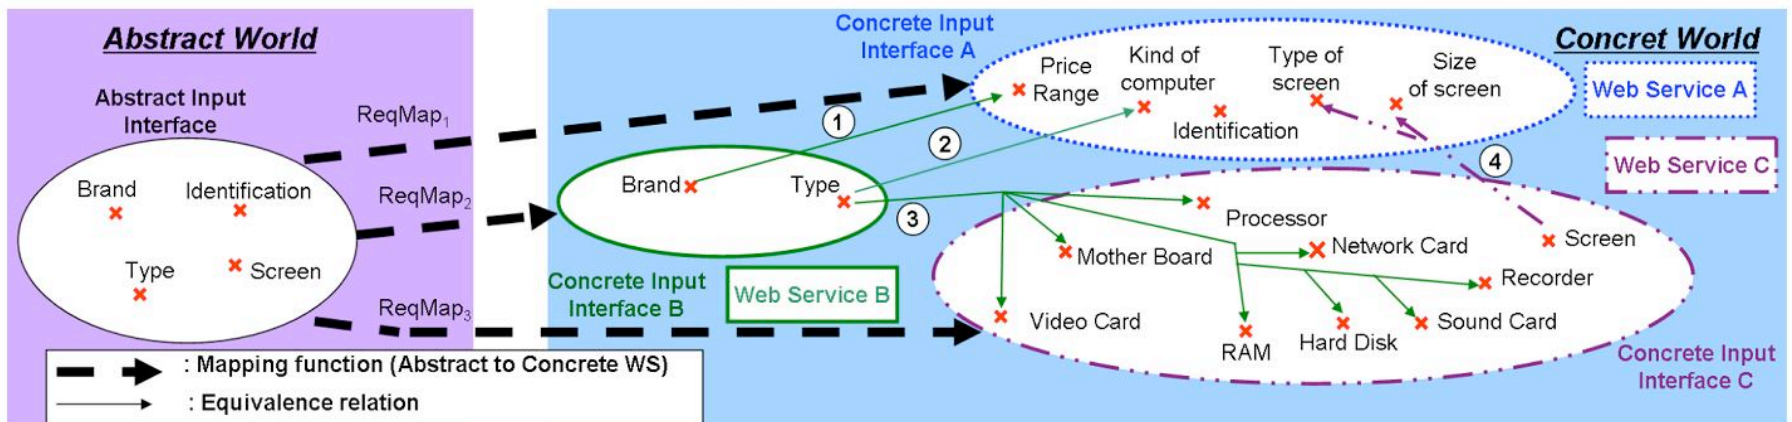 Abstract World
Abstract Input
Interface
Brand
Identification
Type
Screen
ReqMap1
ReqMap2
ReqMap3
Concrete Input
Interface A
Price
Range
Kind of
computer
Identification
Type of
screen
Size
of screen
Concret World
Web Service A
Web Service C
1
2
3
4
Brand
Type
Concrete Input
Interface B
Web Service B
Processor
Mother Board
Network Card
Screen
Recorder
Video Card
RAM
Hard Disk
Sound Card
Concrete Input
Interface C
: Mapping function (Abstract to Concrete WS)
: Equivalence relation